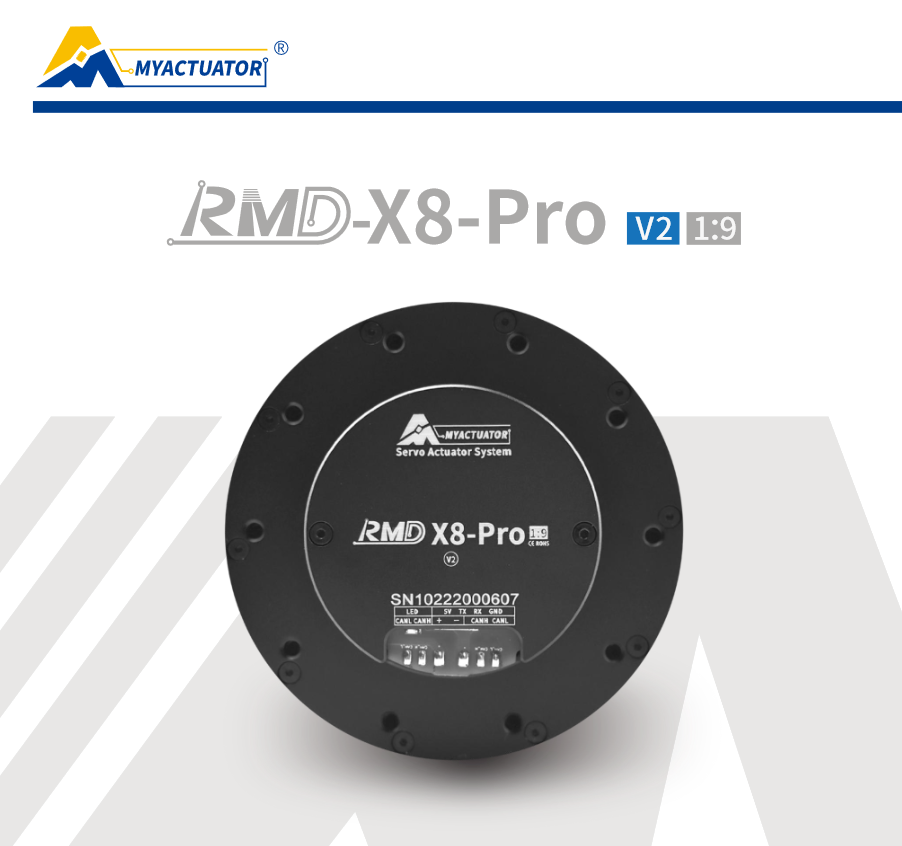 MYACTUATOR ®
RMD-X8-Pro V2 1:9
MYACTUATOR
Servo Actuator System
RMD X8-Pro 1:9
CE ROHS
V2
SN10222000607
LED 5V TX RX GND
CANL CANH + - CANH CANL